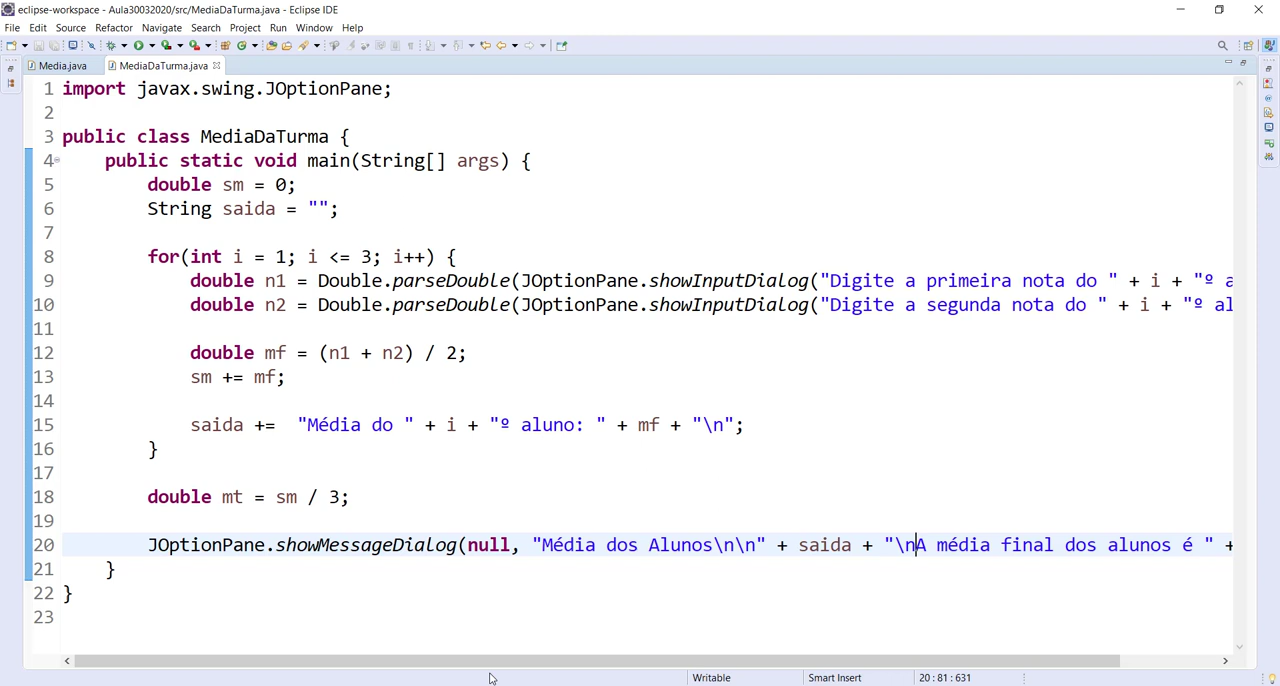 eclipse-workspace - Aula30032020/src/MediaDaTurma.java - Eclipse IDE
File Edit Source Refactor Navigate Search Project Run Window Help
Media.java MediaDaTurma.java
1 import javax.swing.JOptionPane;
2
3 public class MediaDaTurma {
4 public static void main(String[] args) {
5 double sm = 0;
6 String saida = "";
7
8 for(int i = 1; i <= 3; i++) {
9 double n1 = Double.parseDouble(JOptionPane.showInputDialog("Digite a primeira nota do " + i + "º a
10 double n2 = Double.parseDouble(JOptionPane.showInputDialog("Digite a segunda nota do " + i + "º al
11
12 double mf = (n1 + n2) / 2;
13 sm += mf;
14
15 saida += "Média do " + i + "º aluno: " + mf + "\n";
16 }
17
18 double mt = sm / 3;
19
20 JOptionPane.showMessageDialog(null, "Média dos Alunos\n\n" + saida + "\nA média final dos alunos é " +
21 }
22 }
23
Writable Smart Insert 20 : 81 : 631